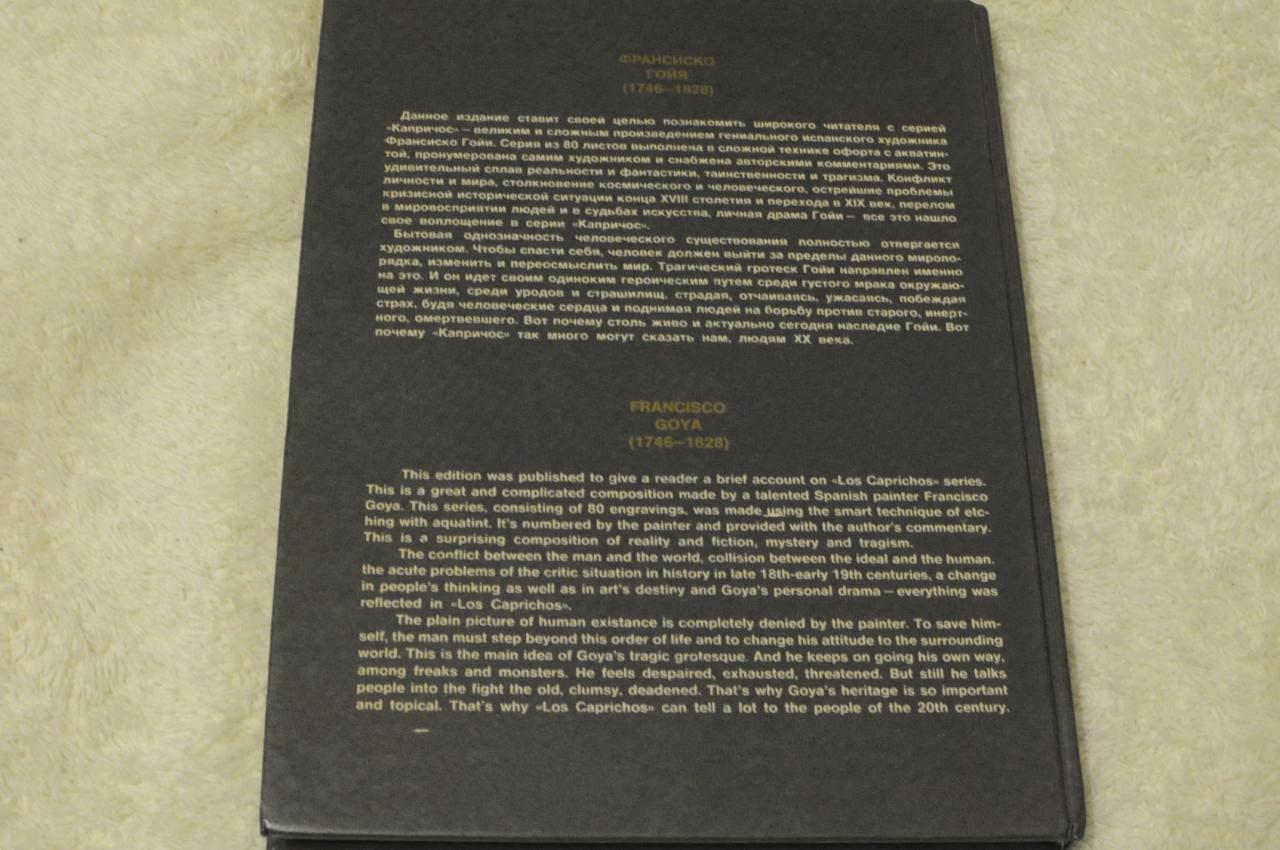 ФРАНСИСКО
ГОЙЯ
(1746—1828)
Данное издание ставит своей целью познакомить широкого читателя с серией
«Капричос» — великим и сложным произведением гениального испанского художника
Франсиско Гойи. Серия из 80 листов выполнена в сложной технике офорта с акватин-
той, пронумерована самим художником и снабжена авторскими комментариями. Это
удивительный сплав реальности и фантастики, таинственности и трагизма. Конфликт
личности и мира, столкновение космического и человеческого, острейшие проблемы
кризисной исторической ситуации конца XVIII столетия и перехода в XIX век, перелом
в мировосприятии людей и в судьбах искусства, личная драма Гойи — все это нашло
свое воплощение в серии «Капричос».
Бытовая однозначность человеческого существования полностью отвергается
художником. Чтобы спасти себя, человек должен выйти за пределы данного миропо-
рядка, изменить и переосмыслить мир. Трагический гротеск Гойи направлен именно
на это. И он идет своим одиноким героическим путем среди густого мрака окружаю-
щей жизни, среди уродов и страшилищ, страдая, отчаиваясь, ужасаясь, побеждая
страх, будя человеческие сердца и поднимая людей на борьбу против старого, инерт-
ного, омертвевшего. Вот почему столь живо и актуально сегодня наследие Гойи. Вот
почему «Капричос» так много могут сказать нам, людям XX века.
FRANCISCO
GOYA
(1746—1828)
This edition was published to give a reader a brief account on «Los Caprichos» series.
This is a great and complicated composition made by a talented Spanish painter Francisco
Goya. This series, consisting of 80 engravings, was made using the smart technique of etc-
hing with aquatint. It's numbered by the painter and provided with the author's commentary.
This is a surprising composition of reality and fiction, mystery and tragism.
The conflict between the man and the world, collision between the ideal and the human,
the acute problems of the critic situation in history in late 18th-early 19th centuries, a change
in people's thinking as well as in art's destiny and Goya's personal drama — everything was
reflected in «Los Caprichos».
The plain picture of human existance is completely denied by the painter. To save him-
self, the man must step beyond this order of life and to change his attitude to the surrounding
world. This is the main idea of Goya's tragic grotesque. And he keeps on going his own way,
among freaks and monsters. He feels despaired, exhausted, threatened. But still he talks
people into the fight the old, clumsy, deadened. That's why Goya's heritage is so important
and topical. That's why «Los Caprichos» can tell a lot to the people of the 20th century.